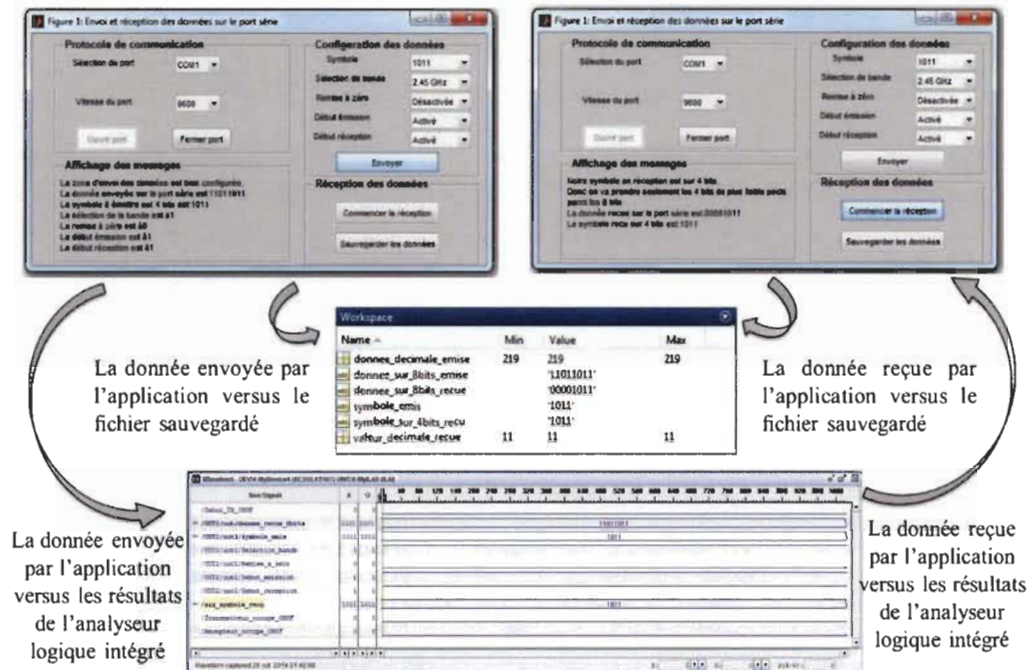 Figure 1: Envoi et réception des données sur le port série
Protocole de communication
Sélection du port
COM1
Vitesse du port
9600
Ouvrir port
Fermer port
Configuration des données
Symbole
1011
Sélection de bande
2.45 GHz
Remise à zéro
Désactivée
Début émission
Activé
Début réception
Activé
Envoyer
Affichage des messages
La zone d'envoi des données est bien configurée
La donnée envoyée sur le port série est:11011011
Le symbole à émettre sur 4 bits est:1011
La sélection de la bande est à1
La remise à zéro est à0
Le début émission est à1
Le début réception est à1
Réception des données
Commencer la réception
Sauvegarder les données
Figure 1: Envoi et réception des données sur le port série
Protocole de communication
Sélection du port
COM1
Vitesse du port
9600
Ouvrir port
Fermer port
Configuration des données
Symbole
1011
Sélection de bande
2.45 GHz
Remise à zéro
Désactivée
Début émission
Activé
Début réception
Activé
Envoyer
Affichage des messages
Notre symbole en réception est sur 4 bits.
Donc on va prendre seulement les 4 bits de plus faible poids
parmi les 8 bits
La donnée recue sur le port série est:00001011
Le symbole recu sur 4 bits est:1011
Réception des données
Commencer la réception
Sauvegarder les données
Workspace
Name Min Value Max
donnee_decimale_emise 219 219 219
donnee_sur_8bits_emise '11011011'
donnee_sur_8bits_recue '00001011'
symbole_emis '1011'
symbole_sur_4bits_recu '1011'
valeur_decimale_recue 11 11 11
La donnée envoyée par
l'application versus le
fichier sauvegardé
La donnée reçue par
l'application versus le
fichier sauvegardé
La donnée envoyée
par l'application
versus les résultats
de l'analyseur
logique intégré
Bus/Signal X O
11011011
1011
1011
La donnée reçue
par l'application
versus les résultats
de l'analyseur
logique intégré